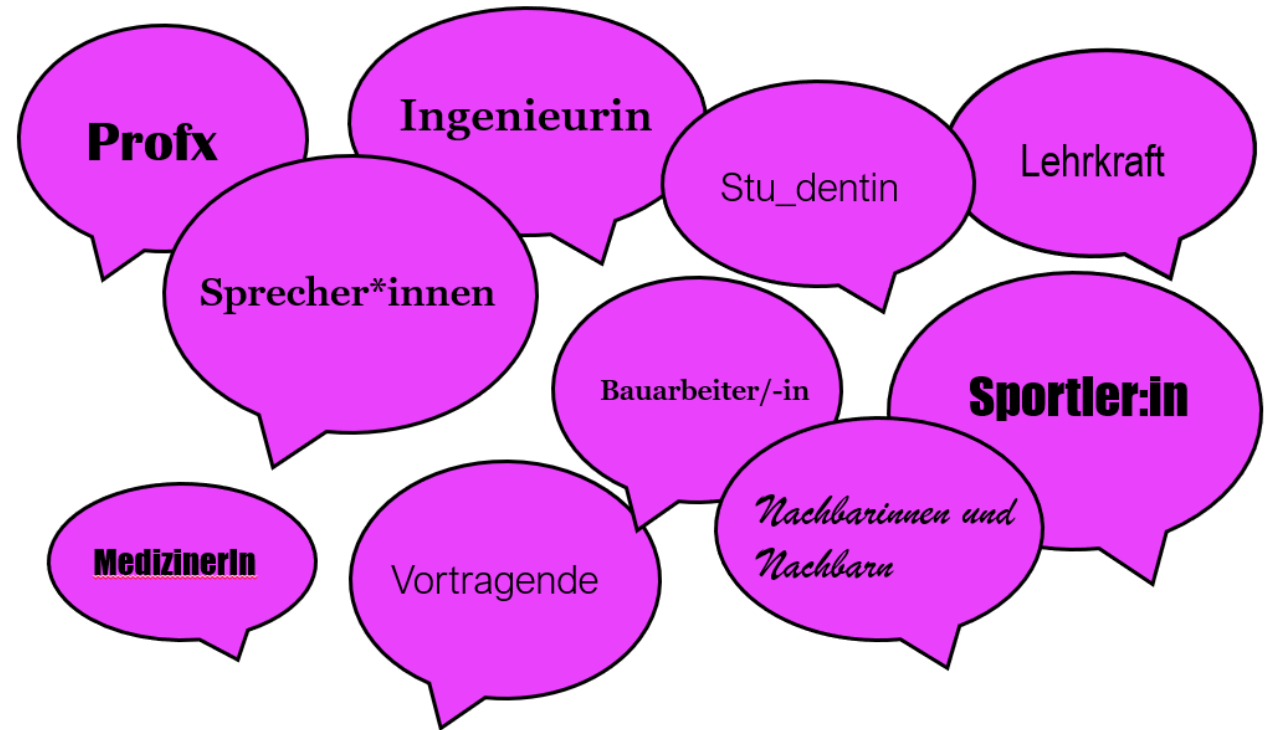 Profx
Ingenieurin
Stu_dentin
Lehrkraft
Sprecher*innen
Bauarbeiter/-in
Sportler:in
MedizinerIn
Vortragende
Nachbarinnen und
Nachbarn